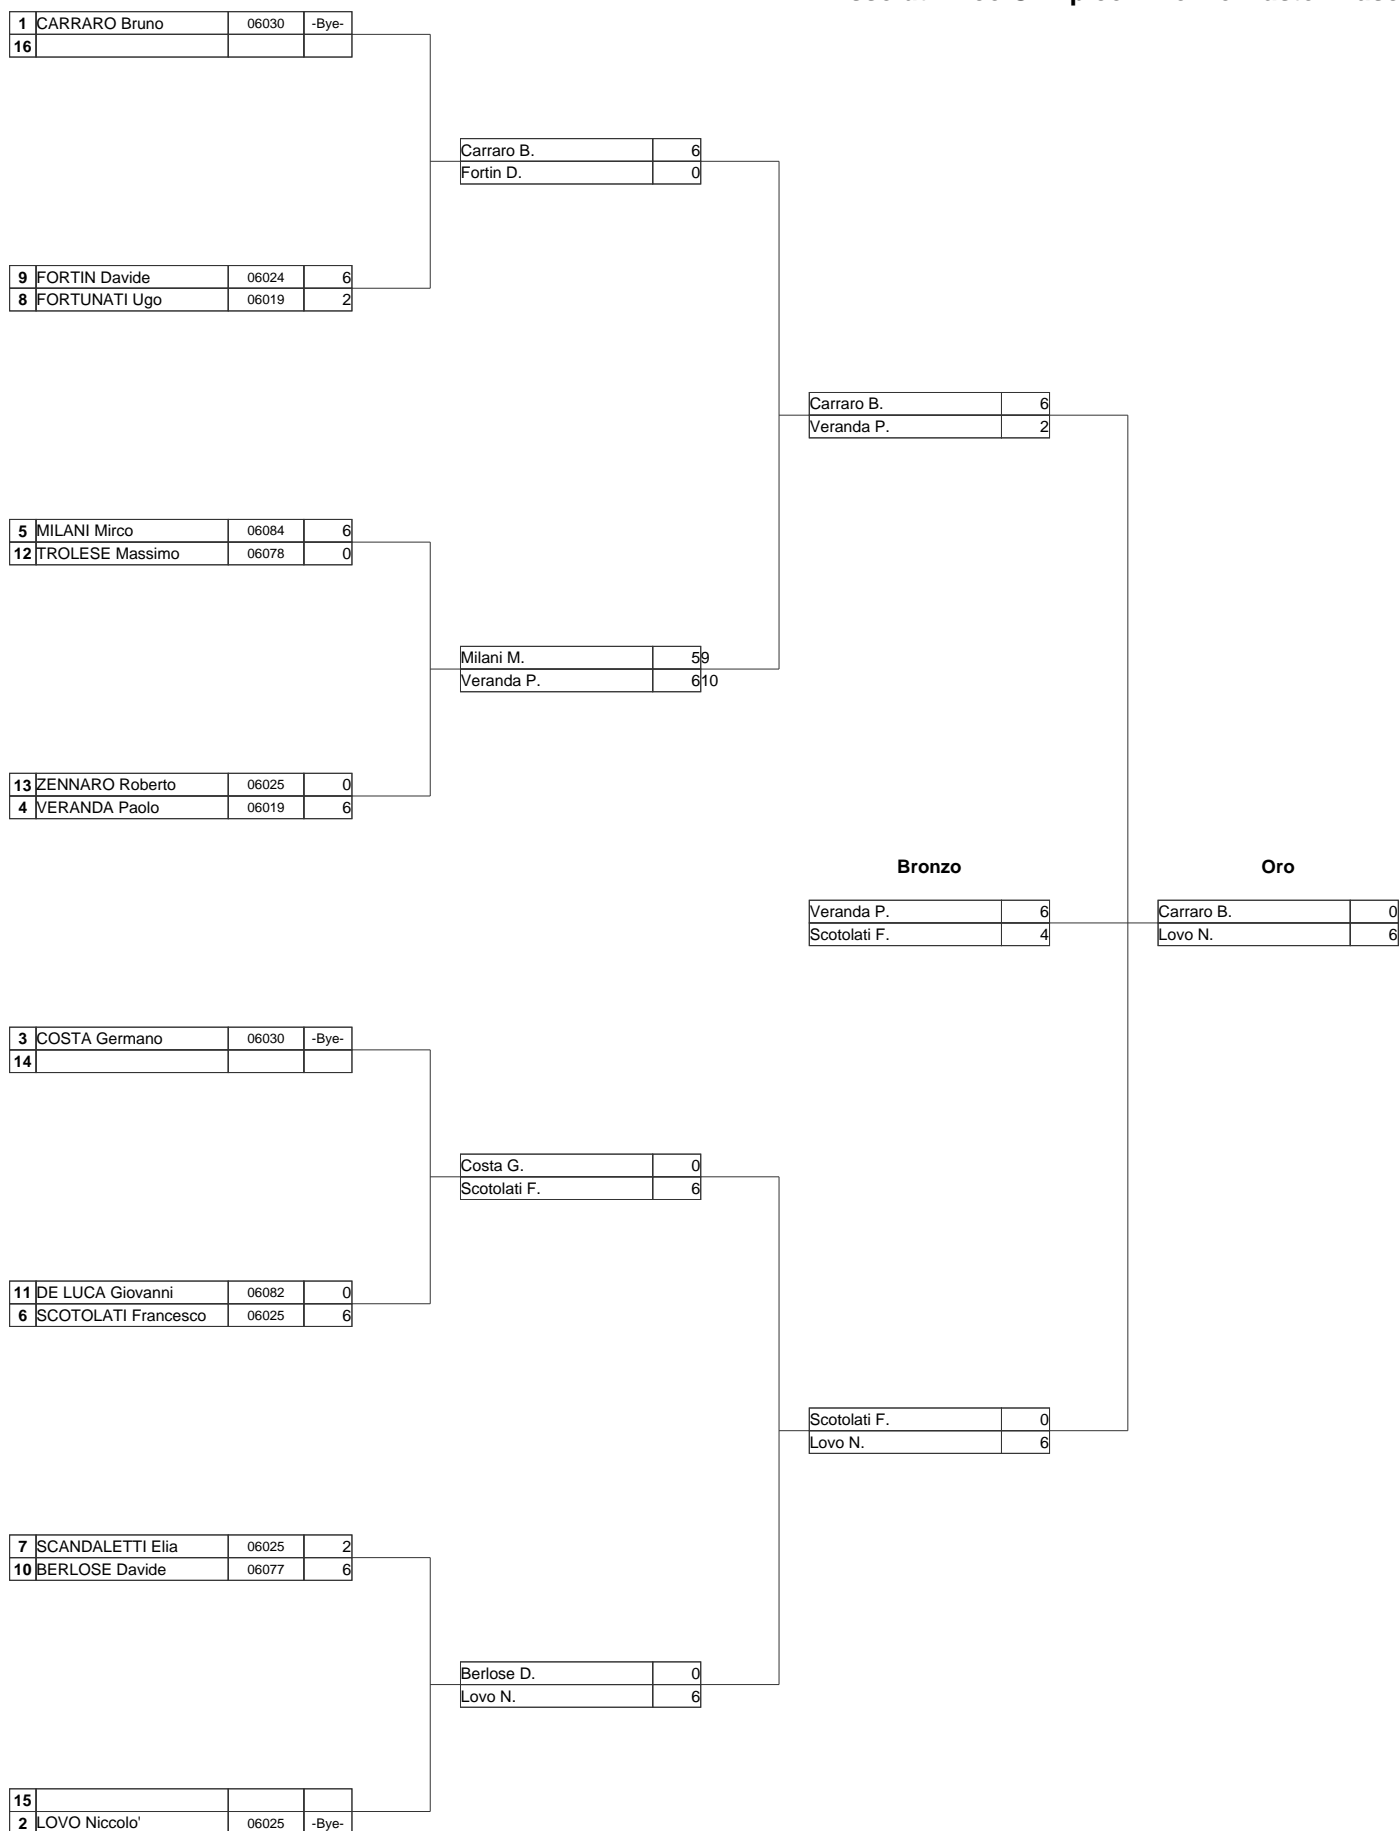 1 CARRARO Bruno 06030 -Bye-
16
Carraro B. 6
Fortin D. 0
9 FORTIN Davide 06024 6
8 FORTUNATI Ugo 06019 2
Carraro B. 6
Veranda P. 2
5 MILANI Mirco 06084 6
12 TROLESE Massimo 06078 0
Milani M. 5 9
Veranda P. 6 10
13 ZENNARO Roberto 06025 0
4 VERANDA Paolo 06019 6
Bronzo Oro
Veranda P. 6 Carraro B. 0
Scotolati F. 4 Lovo N. 6
3 COSTA Germano 06030 -Bye-
14
Costa G. 0
Scotolati F. 6
11 DE LUCA Giovanni 06082 0
6 SCOTOLATI Francesco 06025 6
Scotolati F. 0
Lovo N. 6
7 SCANDALETTI Elia 06025 2
10 BERLOSE Davide 06077 6
Berlose D. 0
Lovo N. 6
15
2 LOVO Niccolo' 06025 -Bye-